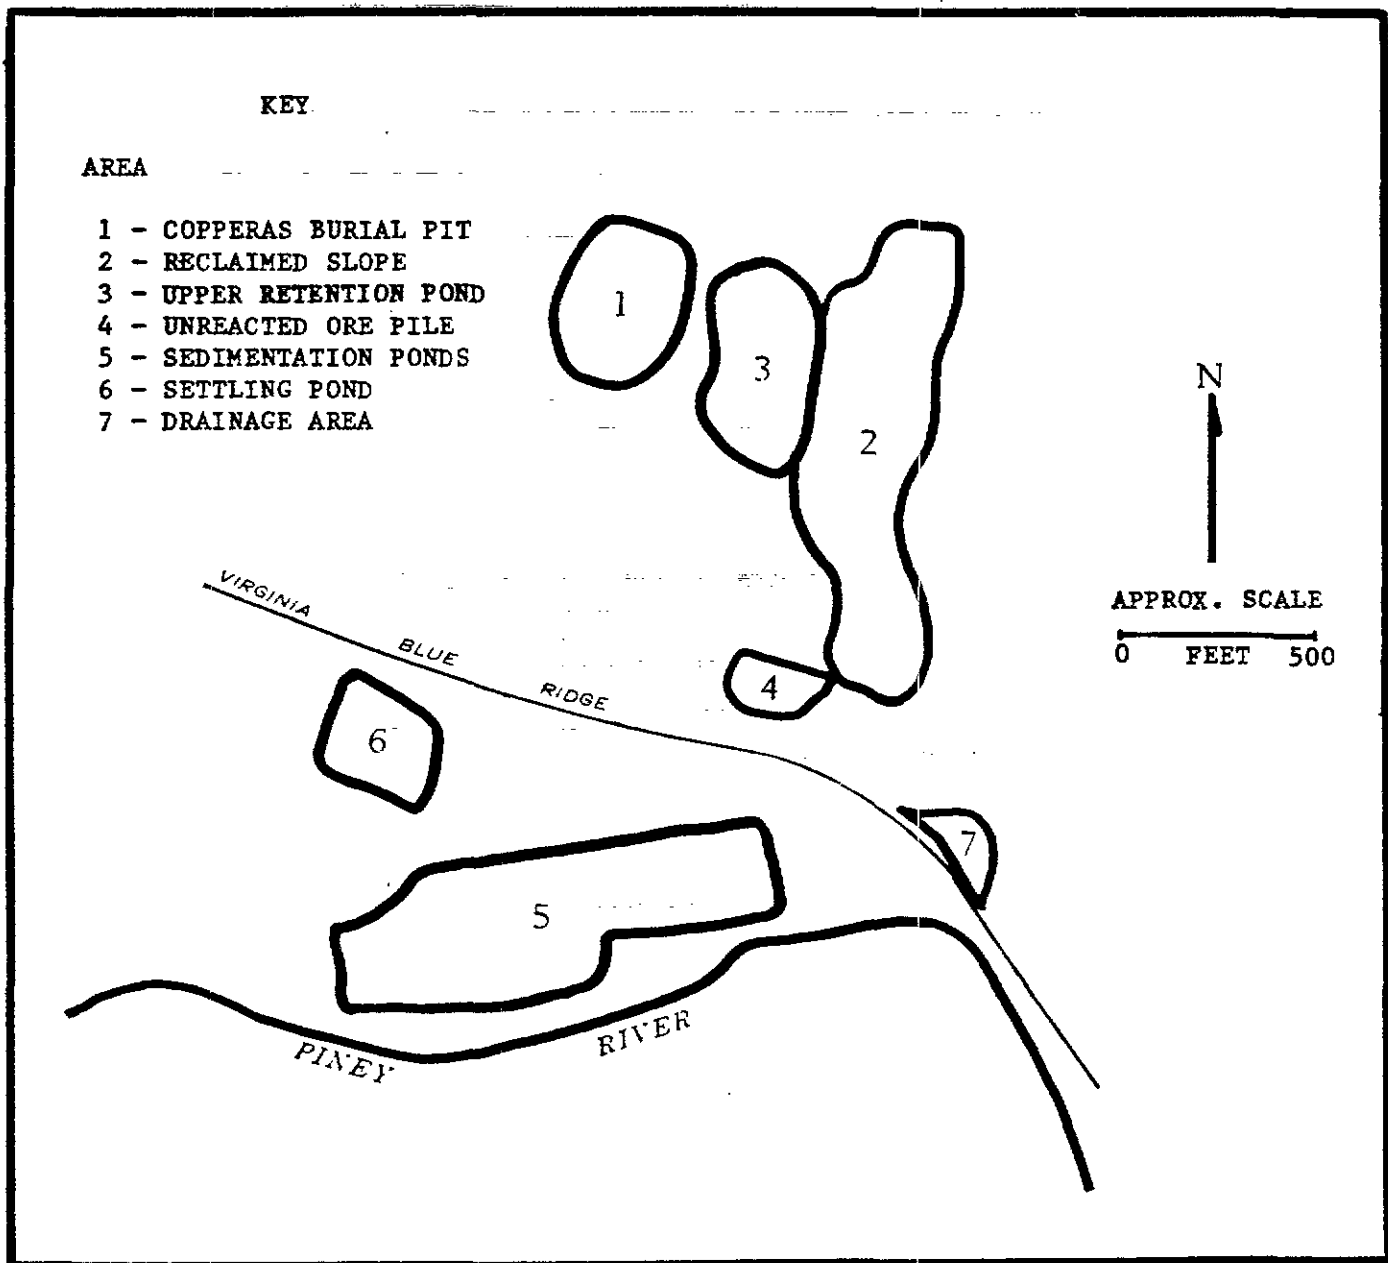 KEY
AREA
1 - COPPERAS BURIAL PIT
2 - RECLAIMED SLOPE
3 - UPPER RETENTION POND
4 - UNREACTED ORE PILE
5 - SEDIMENTATION PONDS
6 - SETTLING POND
7 - DRAINAGE AREA
1
3
2
N
APPROX. SCALE
0 FEET 500
VIRGINIA BLUE RIDGE
4
6
7
5
PINEY RIVER